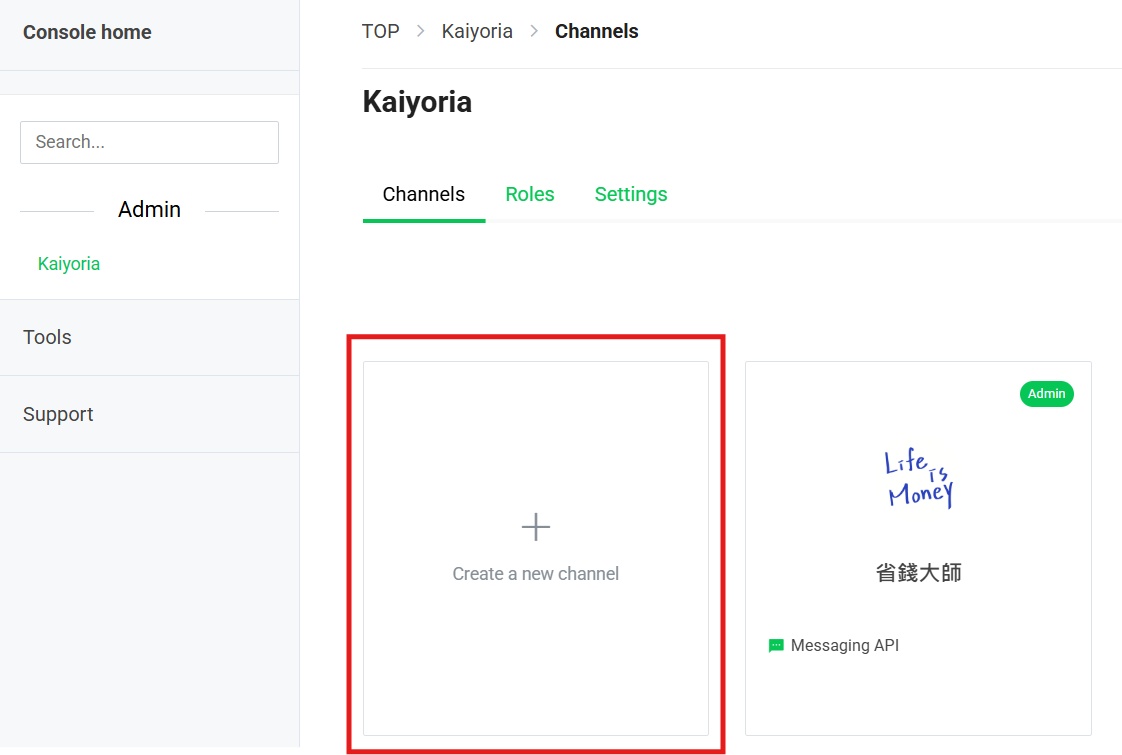 Console home
Search...
Admin
Kaiyoria
Tools
Support
TOP > Kaiyoria > Channels
Kaiyoria
Channels Roles Settings
Create a new channel
Admin
Life
is
Money
省錢大師
Messaging API